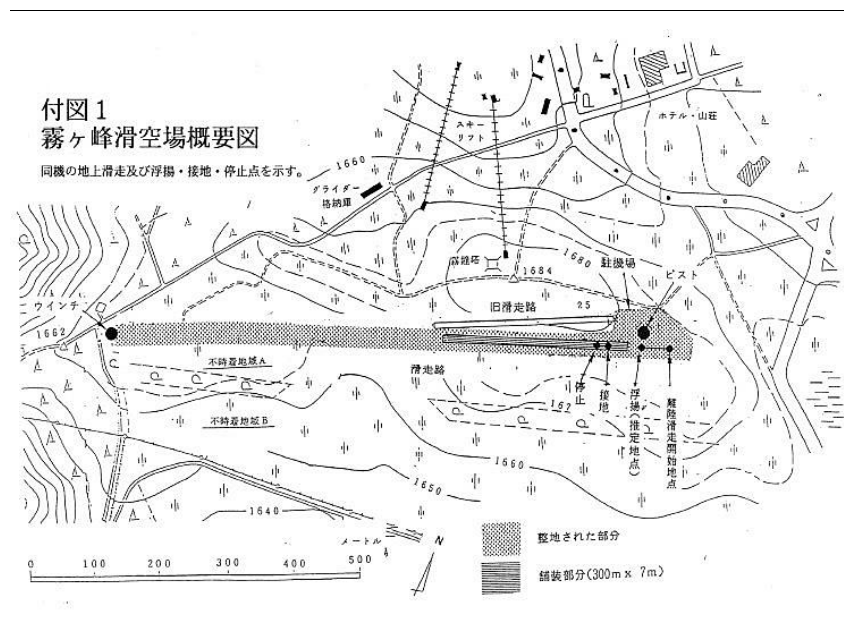 付図1
霧ヶ峰滑空場概要図
同機の地上滑走及び浮揚・接地・停止点を示す。
スキー
リフト
ホテル・山荘
1660
グライダー
格納庫
霧鐘塔
1684
1680
駐機場
ピスト
旧滑走路
25
ウインチ
1662
不時着地域A
滑走路
停止
接地
浮揚(推定地点)
離陸滑走開始地点
167
不時着地域B
1660
1650
1640
メートル
N
0 100 200 300 400 500
整地された部分
舗装部分(300m x 7m)